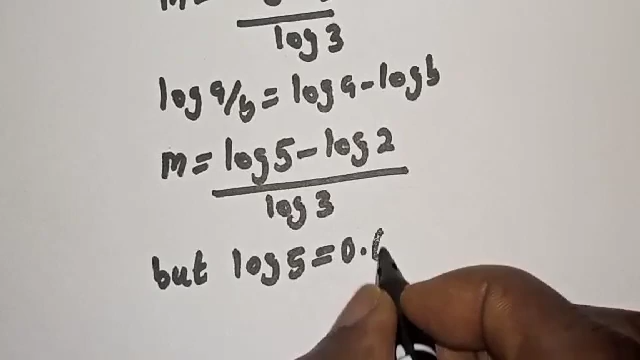 m=
log 3
log a/b = log a - log b
m = log 5 - log 2
log 3
but log 5 = 0.